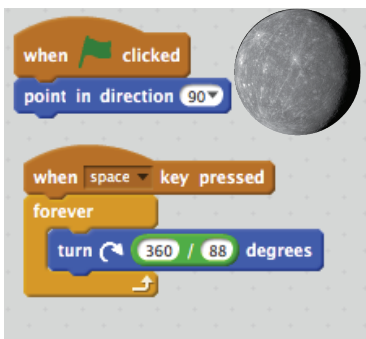 when clicked
point in direction 90
when space key pressed
forever
turn 360 / 88 degrees